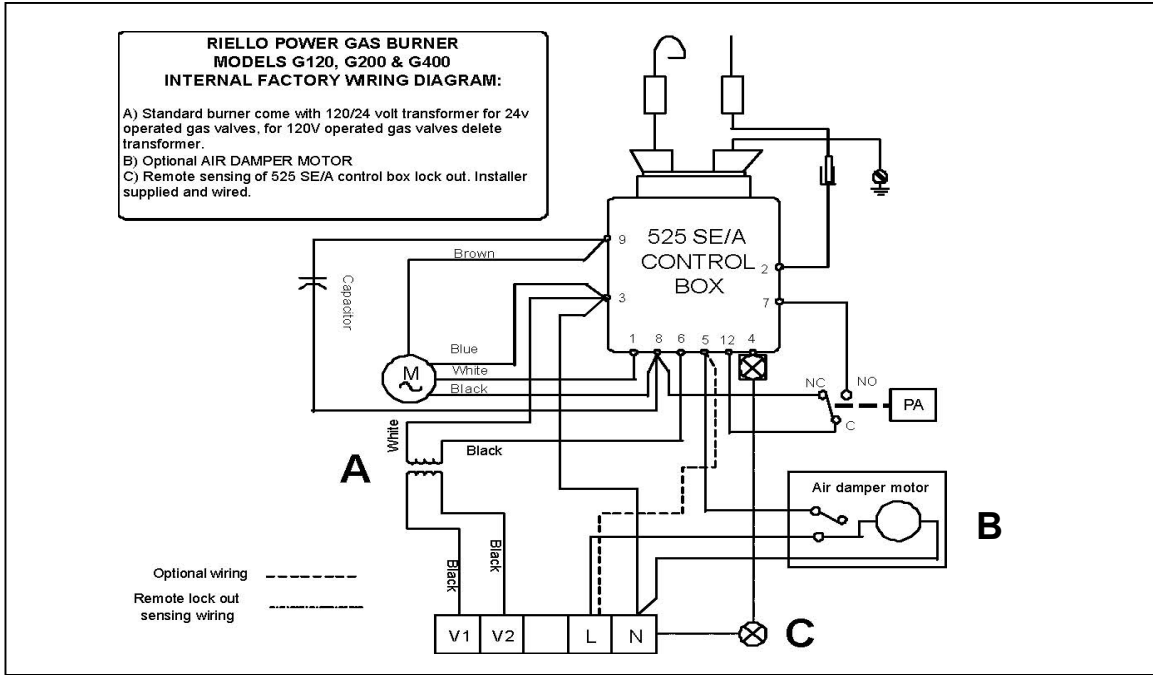 RIELLO POWER GAS BURNER
MODELS G120, G200 & G400
INTERNAL FACTORY WIRING DIAGRAM:
A) Standard burner come with 120/24 volt transformer for 24v
operated gas valves, for 120V operated gas valves delete
transformer.
B) Optional AIR DAMPER MOTOR
C) Remote sensing of 525 SE/A control box lock out. Installer
supplied and wired.
9
525 SE/A
CONTROL
BOX
Brown
2
3
7
Capacitor
1
8
6
5
12
4
Blue
M
White
Black
NC
NO
PA
C
White
Black
A
Air damper motor
B
Black
Black
Optional wiring
Remote lock out
sensing wiring
V1
V2
L
N
C